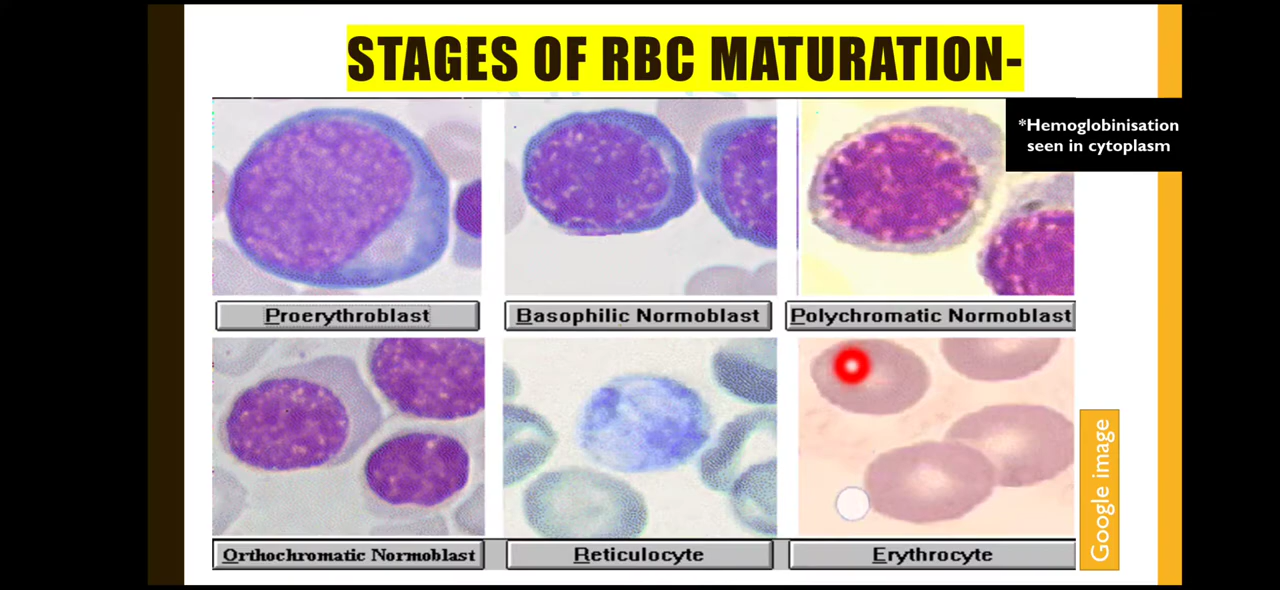 STAGES OF RBC MATURATION-
*Hemoglobinisation
seen in cytoplasm
Proerythroblast
Basophilic Normoblast
Polychromatic Normoblast
Orthochromatic Normoblast
Reticulocyte
Erythrocyte
Google image